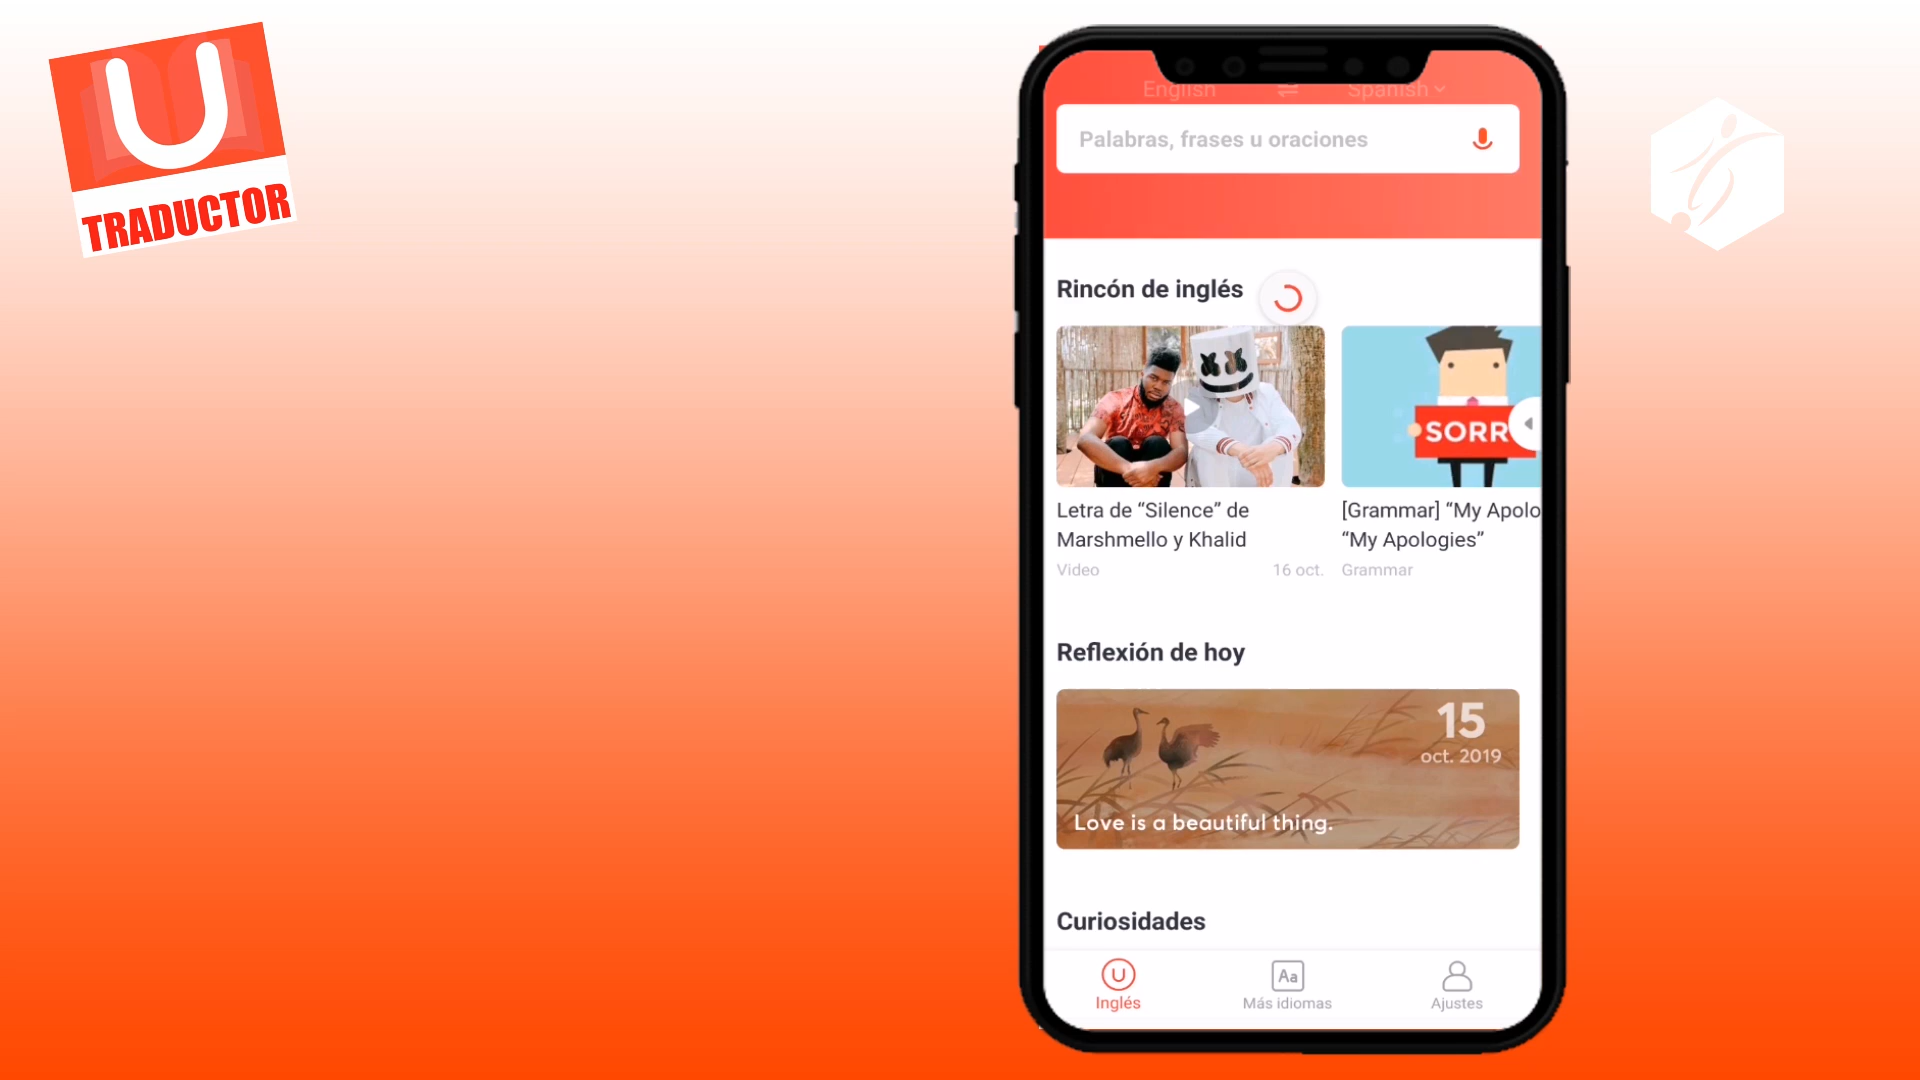 U
TRADUCTOR
English
Spanish
Palabras, frases u oraciones
Rincón de inglés
SORR
Letra de “Silence” de
Marshmello y Khalid
Video
16 oct.
[Grammar] “My Apolo
“My Apologies”
Grammar
Reflexión de hoy
15
oct. 2019
Love is a beautiful thing.
Curiosidades
U
Inglés
Aa
Más idiomas
Ajustes